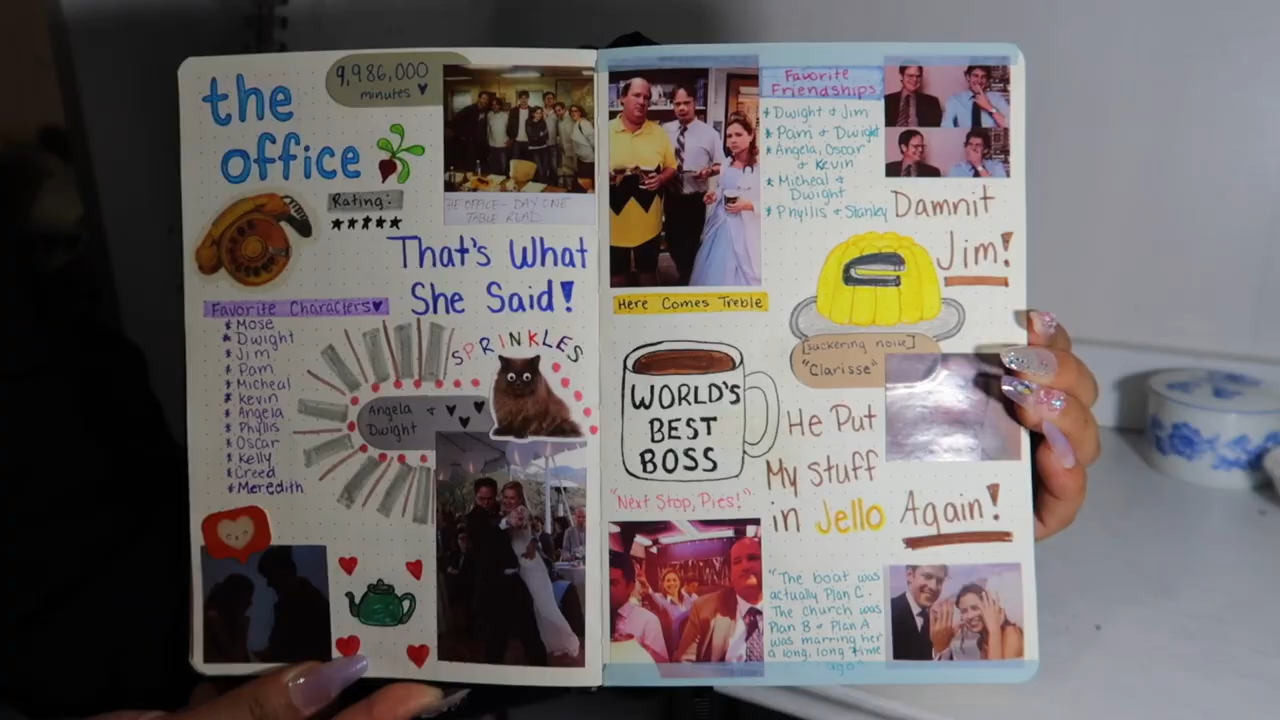 the
office
9,986,000
minutes
Rating:
THE OFFICE - DAY ONE
TABLE READ
That's What
She Said!
Favorite Characters
* Mose
* Dwight
* Jim
* Pam
* Micheal
* Kevin
* Angela
* Phyllis
* Oscar
* Kelly
* Creed
* Meredith
SPRINKLES
Angela +
Dwight
Here Comes Treble
Favorite
Friendships
* Dwight + Jim
* Pam + Dwight
* Angela, Oscar
+ Kevin
* Micheal +
Dwight
* Phyllis + Stanley
Damnit
Jim!
[suckering noise]
"Clarisse"
WORLD'S
BEST
BOSS
He Put
My stuff
in Jello Again!
"Next Stop, Pies!"
"The boat was
actually Plan C.
The church was
Plan B + Plan A
was marring her
a long, long time
ago"